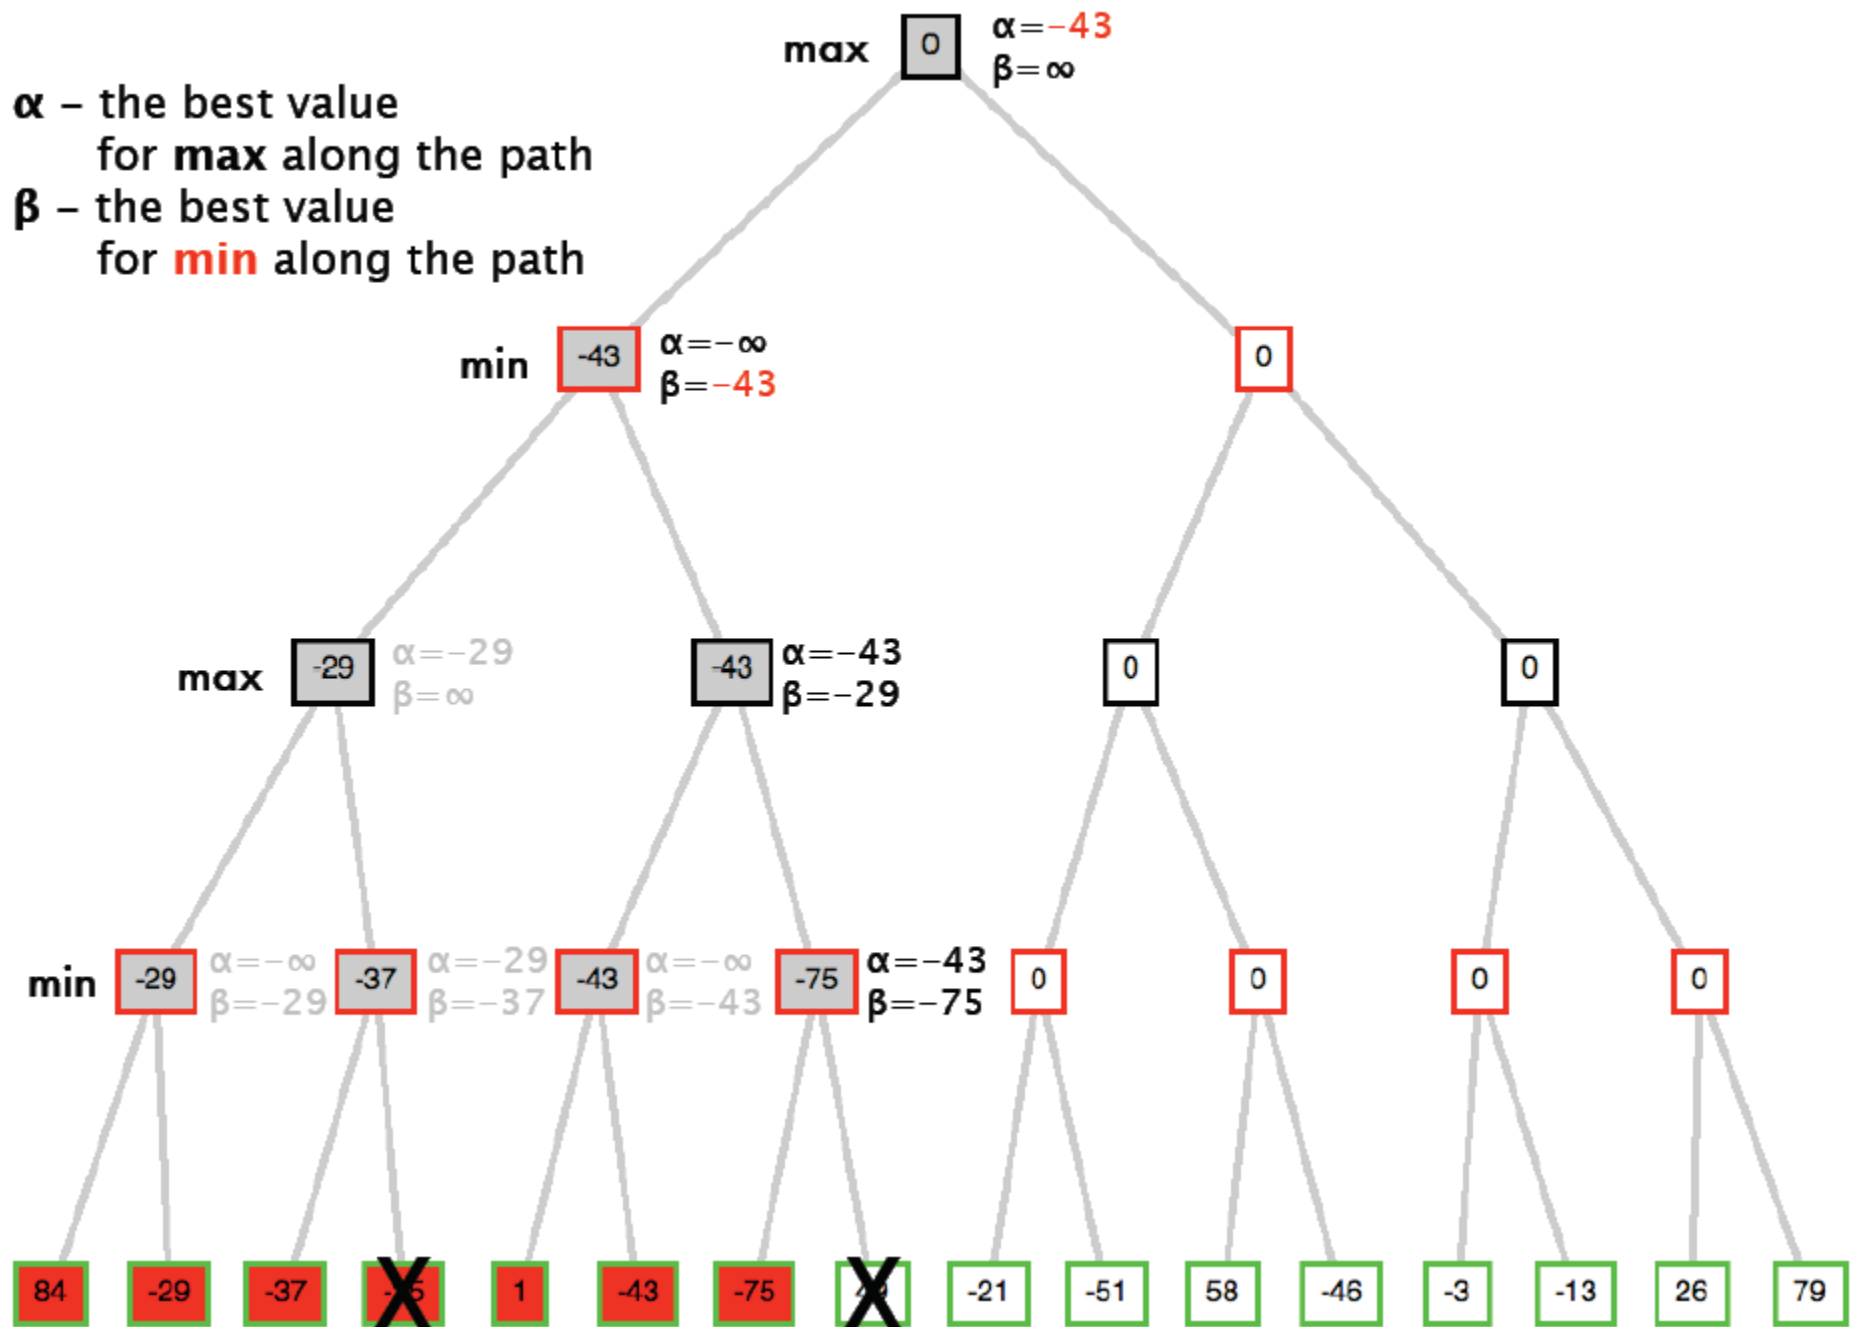 max 0 α=-43
β=∞
α – the best value
for max along the path
β – the best value
for min along the path
min -43 α=-∞
β=-43
0
max -29 α=-29
β=∞
-43 α=-43
β=-29
0
0
min -29 α=-∞
β=-29
-37 α=-29
β=-37
-43 α=-∞
β=-43
-75 α=-43
β=-75
0
0
0
0
84 -29 -37 X 1 -43 -75 X -21 -51 58 -46 -3 -13 26 79